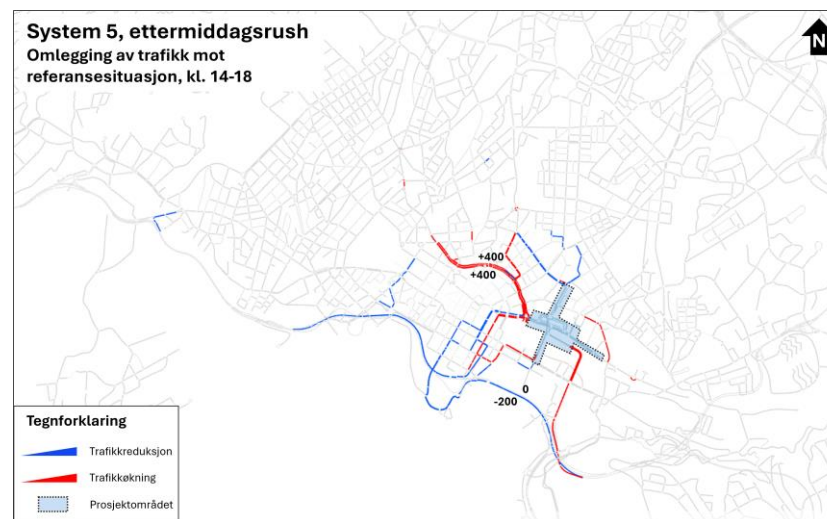 System 5, ettermiddagsrush
Omlegging av trafikk mot
referansesituasjon, kl. 14-18
N
+400
+400
0
-200
Tegnforklaring
Trafikkreduksjon
Trafikkøkning
Prosjektområdet